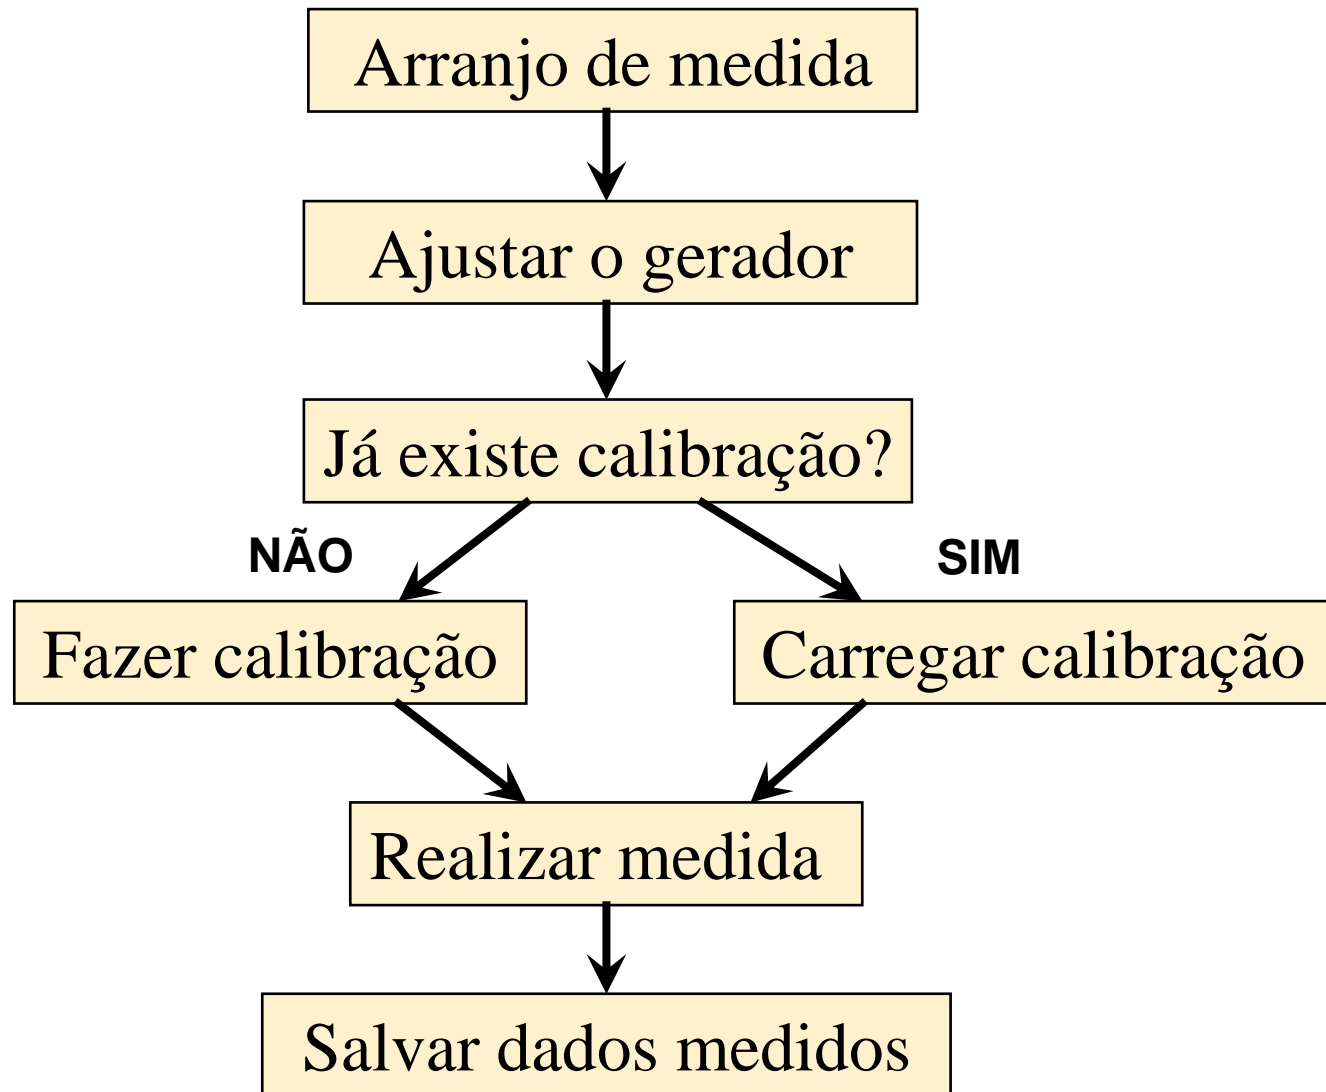 Arranjo de medida
Ajustar o gerador
Já existe calibração?
NÃO
SIM
Fazer calibração
Carregar calibração
Realizar medida
Salvar dados medidos